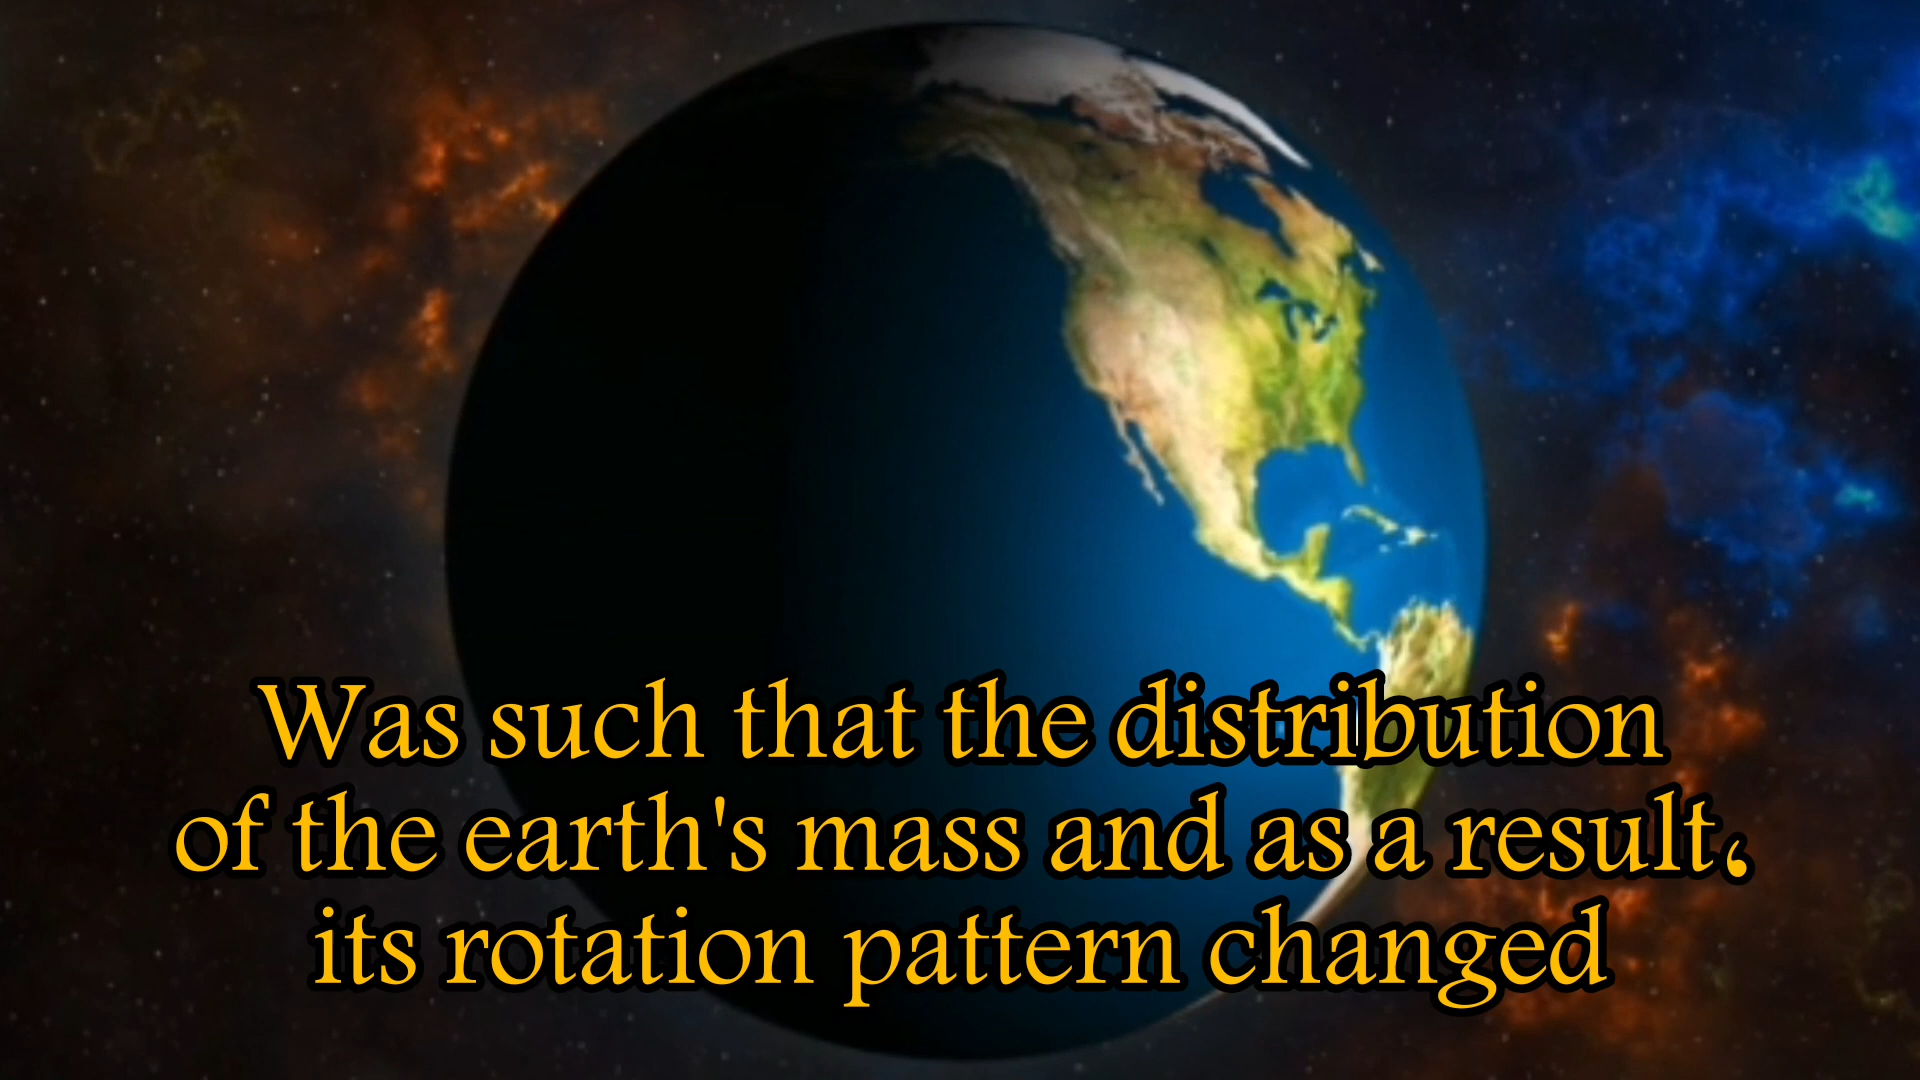 Was such that the distribution
of the earth's mass and as a result،
its rotation pattern changed